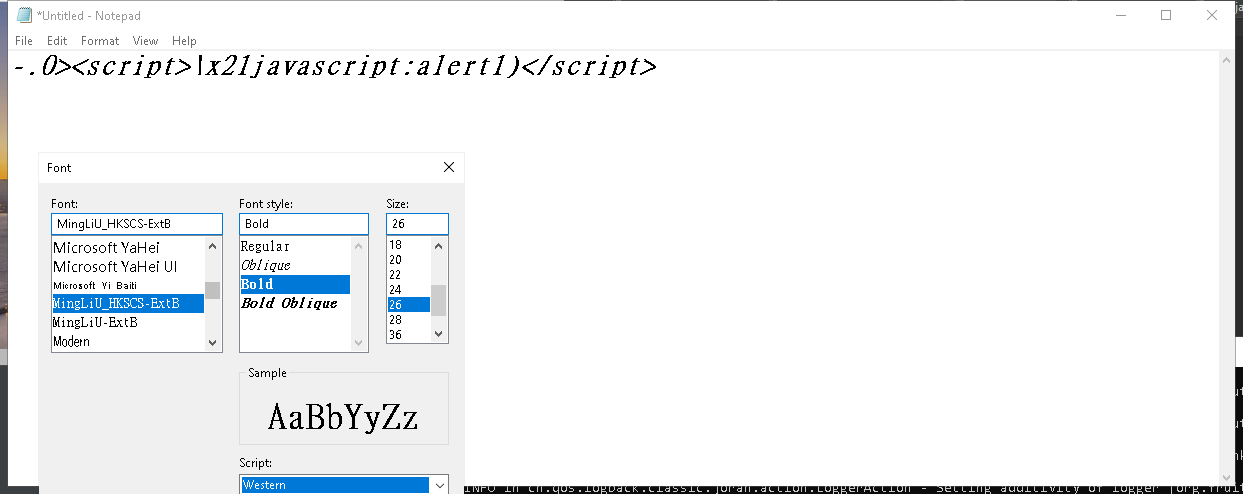 *Untitled - Notepad
File Edit Format View Help
-.0><script>\x21javascript:alert1)</script>
Font
Font: Font style: Size:
MingLiU_HKSCS-ExtB Bold 26
Microsoft YaHei Regular 18
Microsoft YaHei UI Oblique 20
Microsoft Yi Baiti Bold 22
MingLiU_HKSCS-ExtB Bold Oblique 24
MingLiU-ExtB 26
Modern 28
36
Sample
AaBbYyZz
Script:
Western
INFO in ch.qos.logback.classic.joran.action.LoggerAction - Setting additivity of logger